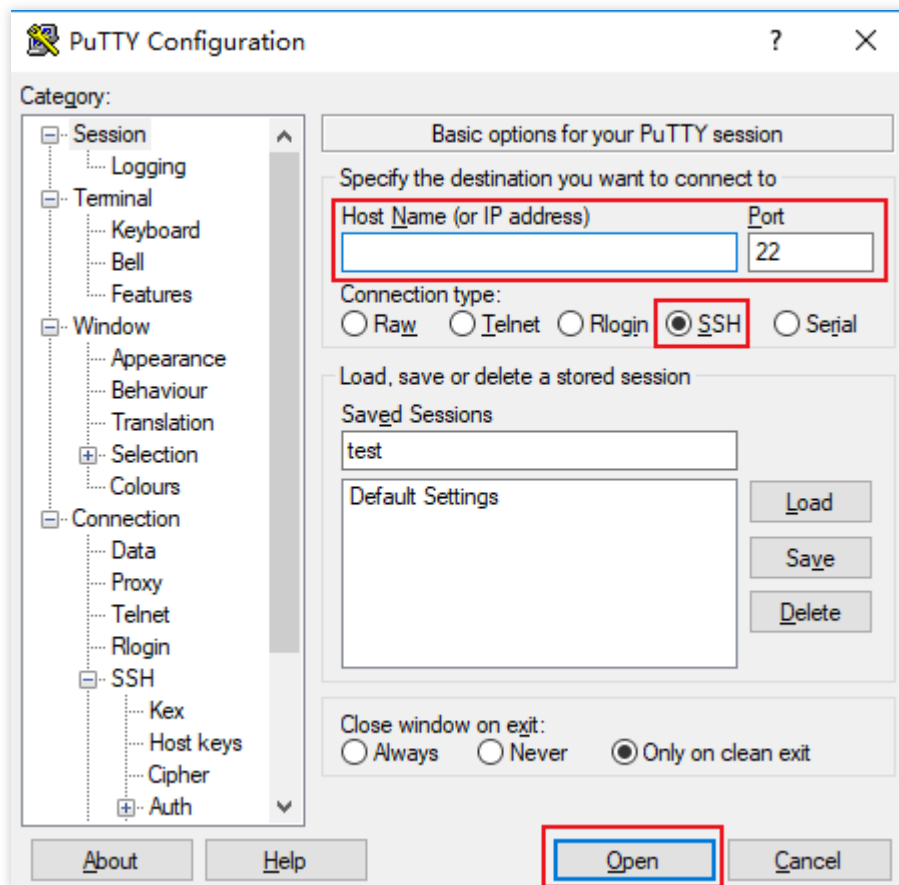 PuTTY Configuration
?
Category:
Session
Logging
Terminal
Keyboard
Bell
Features
Window
Appearance
Behaviour
Translation
Selection
Colours
Connection
Data
Proxy
Telnet
Rlogin
SSH
Kex
Host keys
Cipher
Auth
Basic options for your PuTTY session
Specify the destination you want to connect to
Host Name (or IP address) Port
22
Connection type:
Raw Telnet Rlogin SSH Serial
Load, save or delete a stored session
Saved Sessions
test
Default Settings
Load
Save
Delete
Close window on exit:
Always Never Only on clean exit
About Help Open Cancel